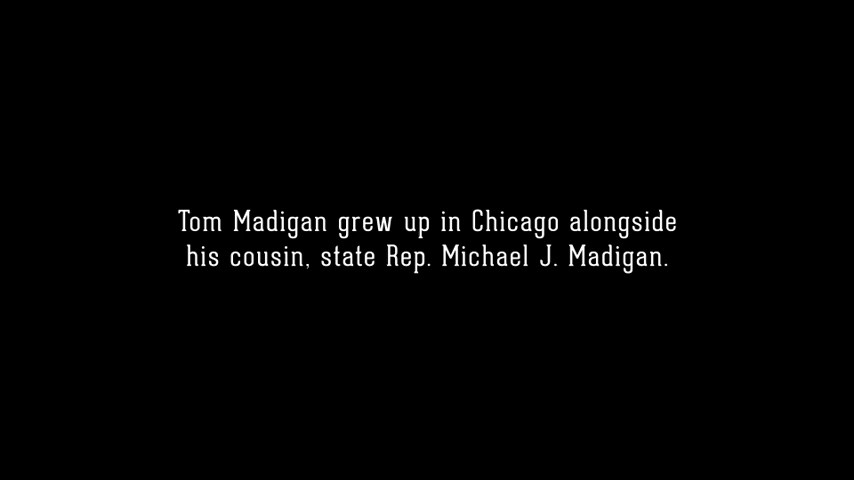 Tom Madigan grew up in Chicago alongside
his cousin, state Rep. Michael J. Madigan.